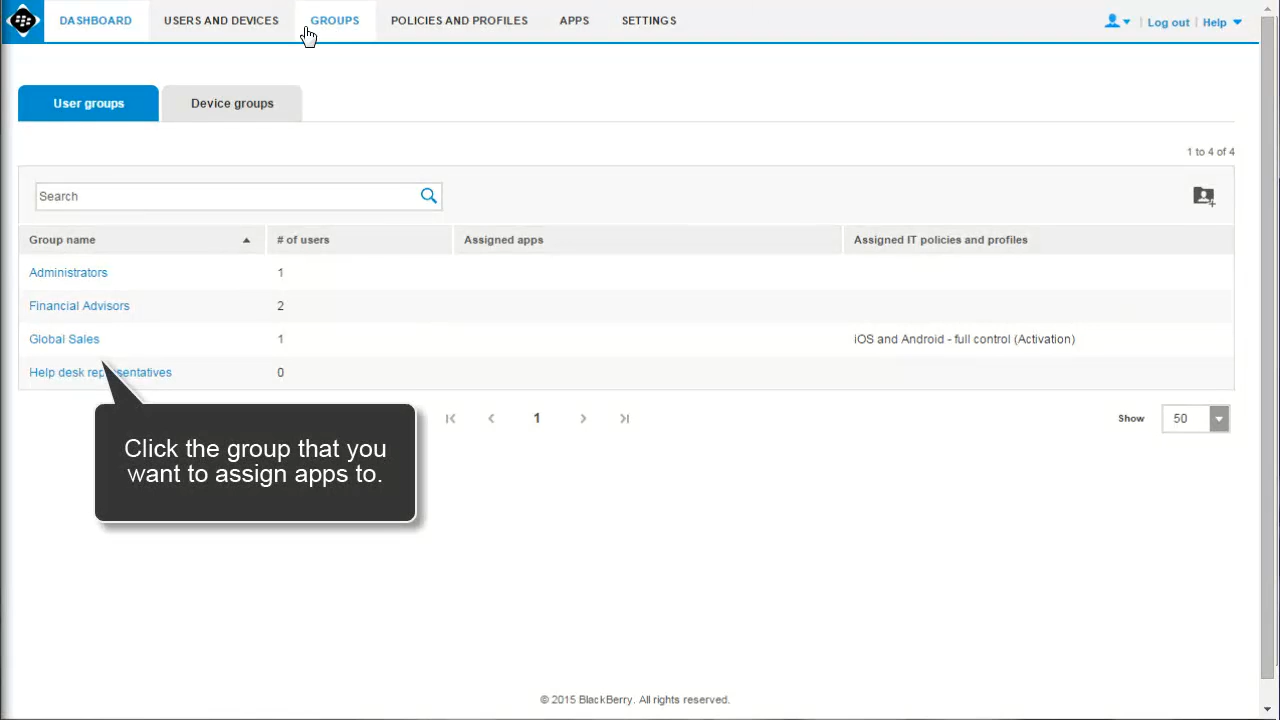 DASHBOARD USERS AND DEVICES GROUPS POLICIES AND PROFILES APPS SETTINGS Log out Help
User groups Device groups
1 to 4 of 4
Search
Group name # of users Assigned apps Assigned IT policies and profiles
Administrators 1
Financial Advisors 2
Global Sales 1 iOS and Android - full control (Activation)
Help desk representatives 0
1 Show 50
Click the group that you
want to assign apps to.
© 2015 BlackBerry. All rights reserved.